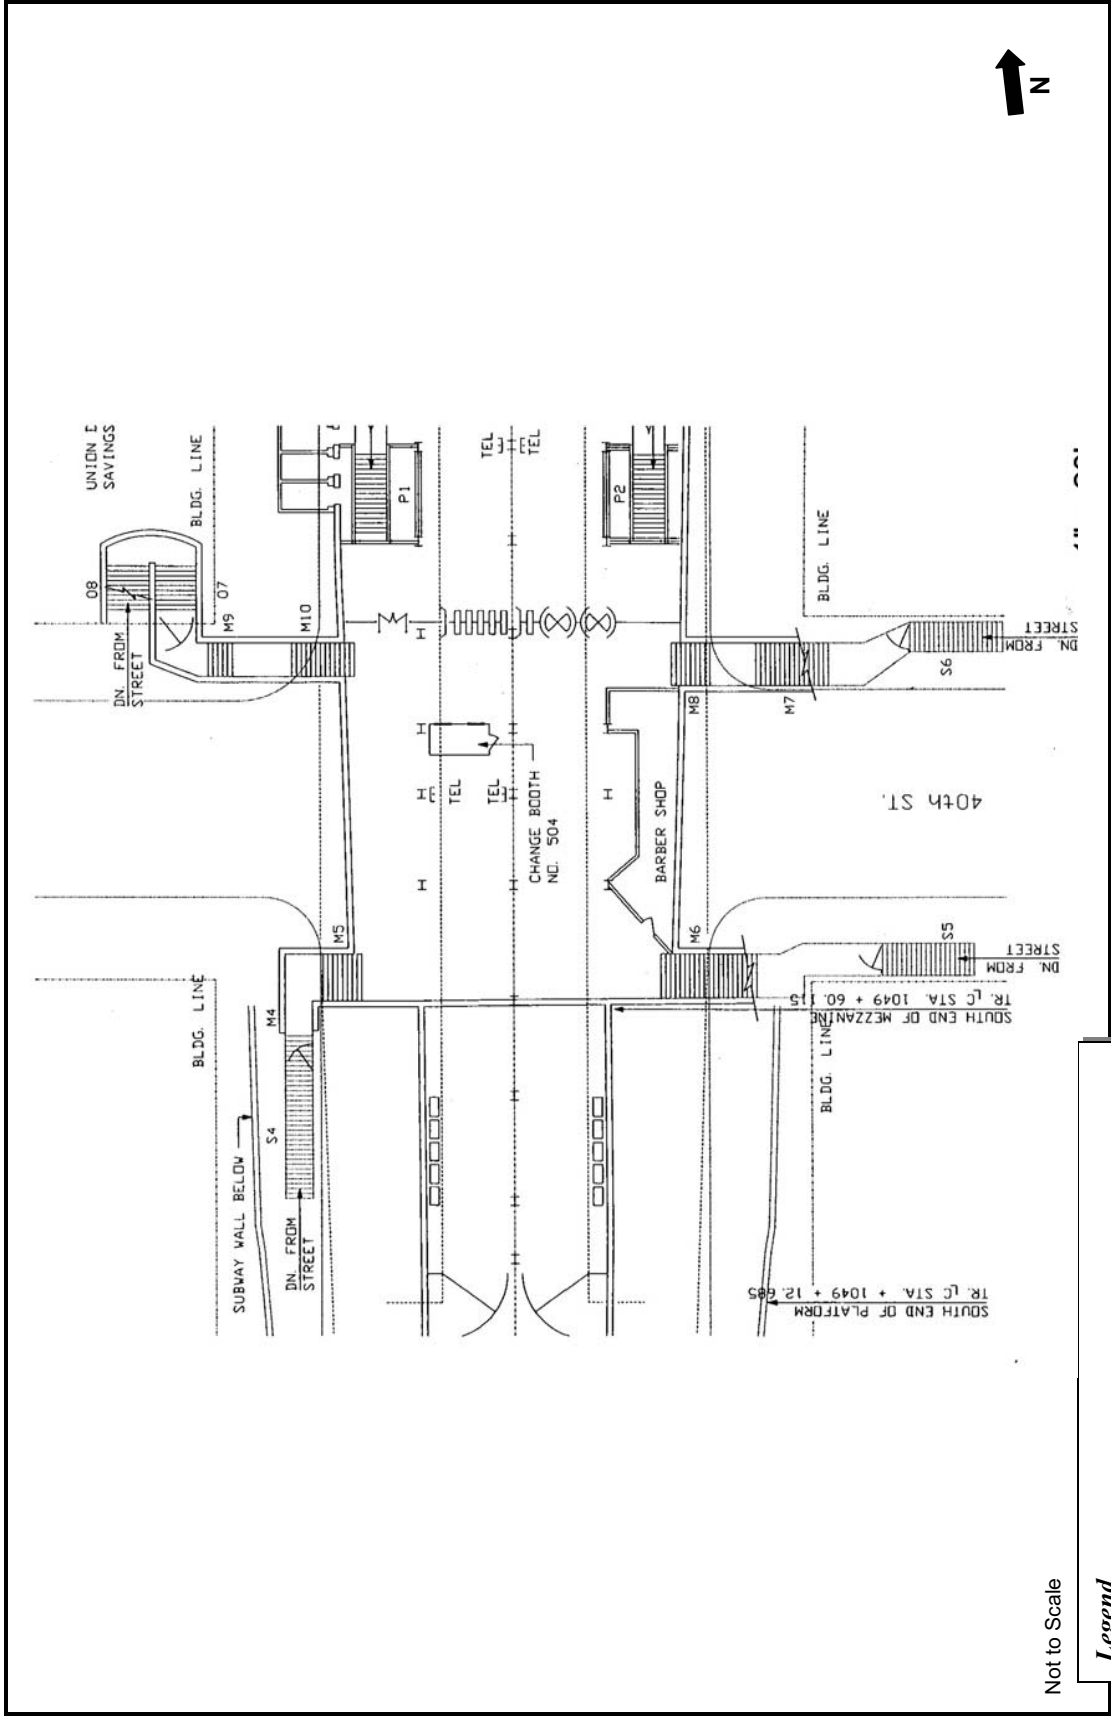 N
UNION
SAVINGS
BLDG. LINE
TEL
TEL
P1
P2
O8
O7
M9
M10
BLDG. LINE
DN. FROM
STREET
DN. FROM
STREET
S6
M8
M7
CHANGE BOOTH
NO. 504
TEL
TEL
BARBER SHOP
40th ST.
M5
M6
S5
DN. FROM
STREET
BLDG. LINE
M4
SOUTH END OF MEZZANINE
TR. ℄ STA. 1049 + 60.115
BLDG. LINE
S4
SUBWAY WALL BELOW
DN. FROM
STREET
SOUTH END OF PLATFORM
TR. ℄ STA. + 1049 + 12.685
Not to Scale
Legend